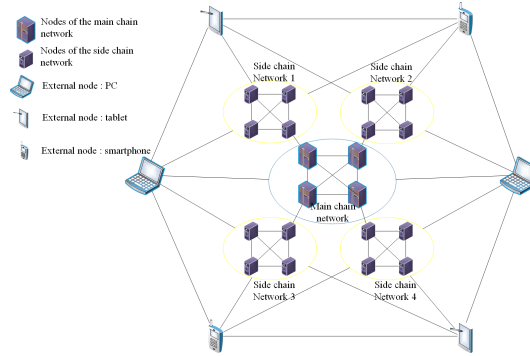 Nodes of the main chain
network
Nodes of the side chain
network
External node : PC
External node : tablet
External node : smartphone
Side chain
Network 1
Side chain
Network 2
Main chain
network
Side chain
Network 3
Side chain
Network 4